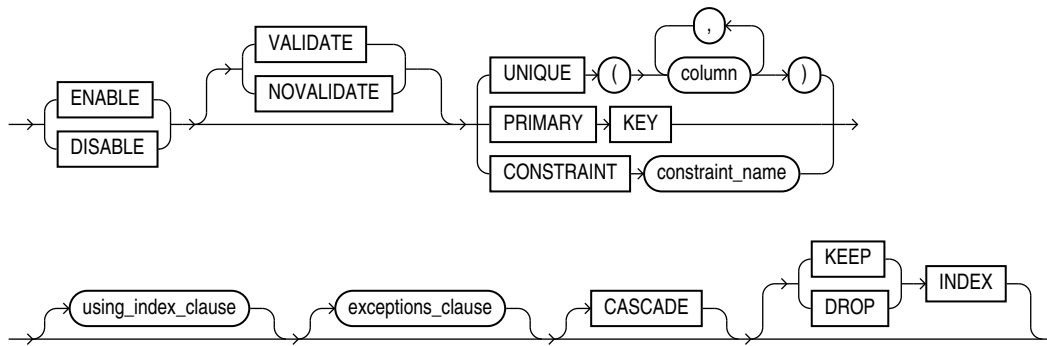 ,
VALIDATE
UNIQUE ( column )
ENABLE NOVALIDATE
PRIMARY KEY
DISABLE
CONSTRAINT constraint_name
KEEP
using_index_clause exceptions_clause CASCADE INDEX
DROP